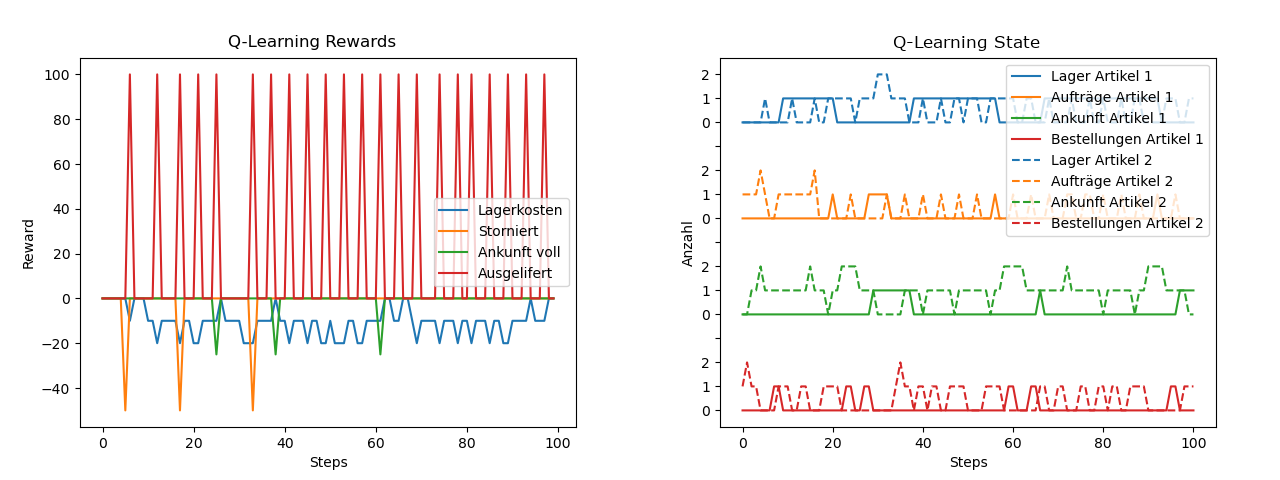 Q-Learning Rewards
100
80
60
40
20
0
−20
−40
Reward
0
20
40
60
80
100
Steps
Lagerkosten
Storniert
Ankunft voll
Ausgelifert
Q-Learning State
2
1
0
2
1
0
2
1
0
2
1
0
Anzahl
0
20
40
60
80
100
Steps
Lager Artikel 1
Aufträge Artikel 1
Ankunft Artikel 1
Bestellungen Artikel 1
Lager Artikel 2
Aufträge Artikel 2
Ankunft Artikel 2
Bestellungen Artikel 2